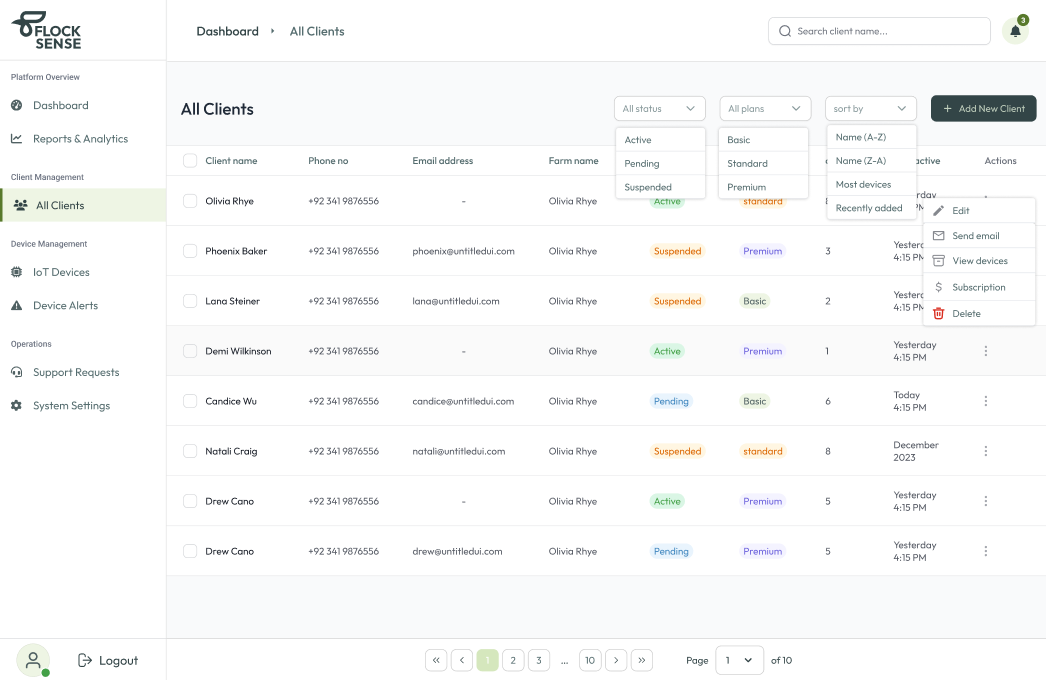 FLOCK
SENSE
Dashboard
All Clients
Search client name...
3
Platform Overview
Dashboard
Reports & Analytics
Client Management
All Clients
Device Management
IoT Devices
Device Alerts
Operations
Support Requests
System Settings
Logout
All Clients
All status
All plans
sort by
+ Add New Client
Active
Pending
Suspended
Basic
Standard
Premium
Name (A-Z)
Name (Z-A)
Most devices
Recently added
Client name Phone no Email address Farm name active Actions
Olivia Rhye +92 341 9876556 - Olivia Rhye Active standard
Phoenix Baker +92 341 9876556 phoenix@untitledui.com Olivia Rhye Suspended Premium 3
4:15 PM
Lana Steiner +92 341 9876556 lana@untitledui.com Olivia Rhye Suspended Basic 2
4:15 PM
Edit
Send email
View devices
$ Subscription
Delete
Demi Wilkinson +92 341 9876556 - Olivia Rhye Active Premium 1 Yesterday
4:15 PM
Candice Wu +92 341 9876556 candice@untitledui.com Olivia Rhye Pending Basic 6 Today
4:15 PM
Natali Craig +92 341 9876556 natali@untitledui.com Olivia Rhye Suspended standard 8 December
2023
Drew Cano +92 341 9876556 - Olivia Rhye Active Premium 5 Yesterday
4:15 PM
Drew Cano +92 341 9876556 drew@untitledui.com Olivia Rhye Pending Premium 5 Yesterday
4:15 PM
« ‹ 1 2 3 ... 10 › » Page 1 of 10